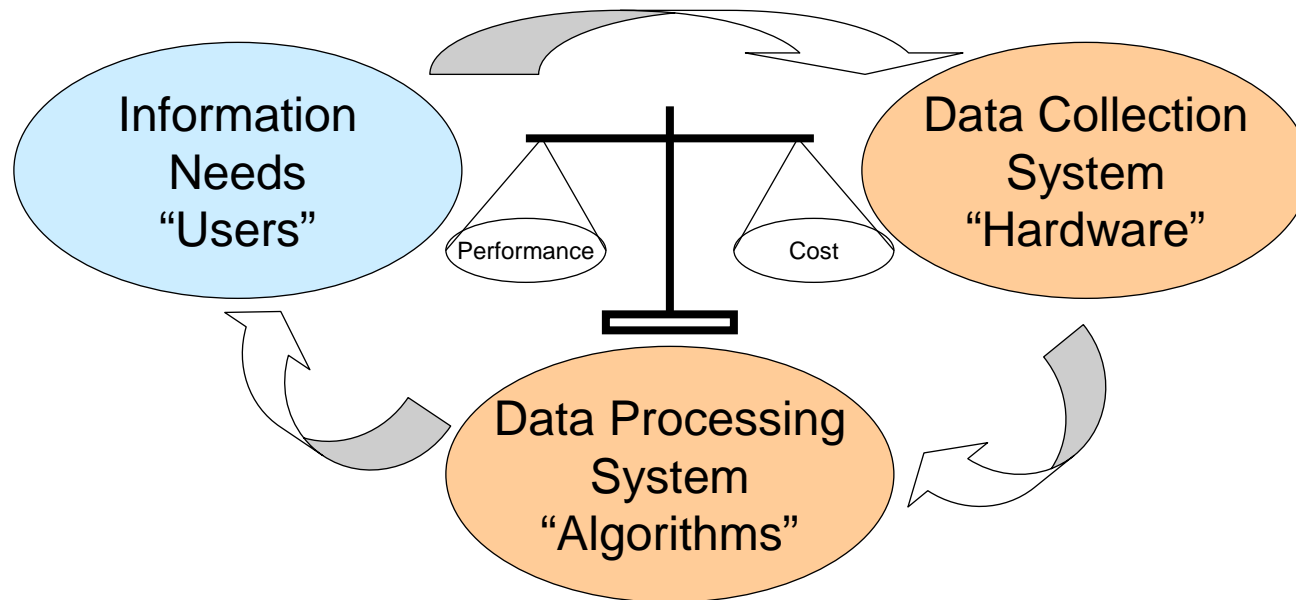 Information
Needs
“Users”
Data Collection
System
“Hardware”
Performance
Cost
Data Processing
System
“Algorithms”